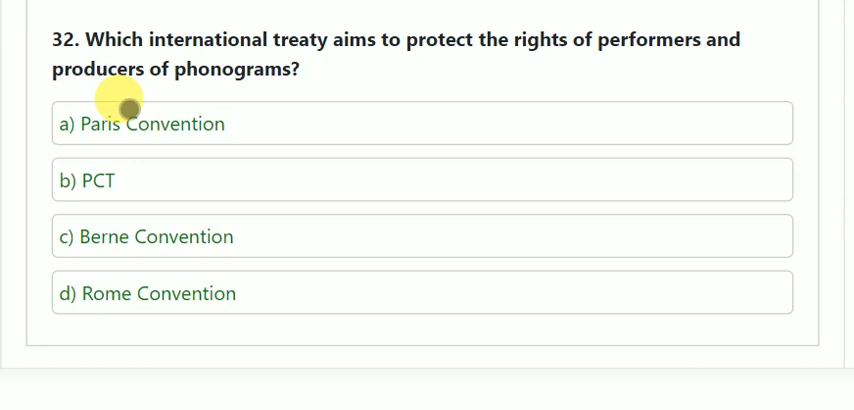 32. Which international treaty aims to protect the rights of performers and
producers of phonograms?
a) Paris Convention
b) PCT
c) Berne Convention
d) Rome Convention